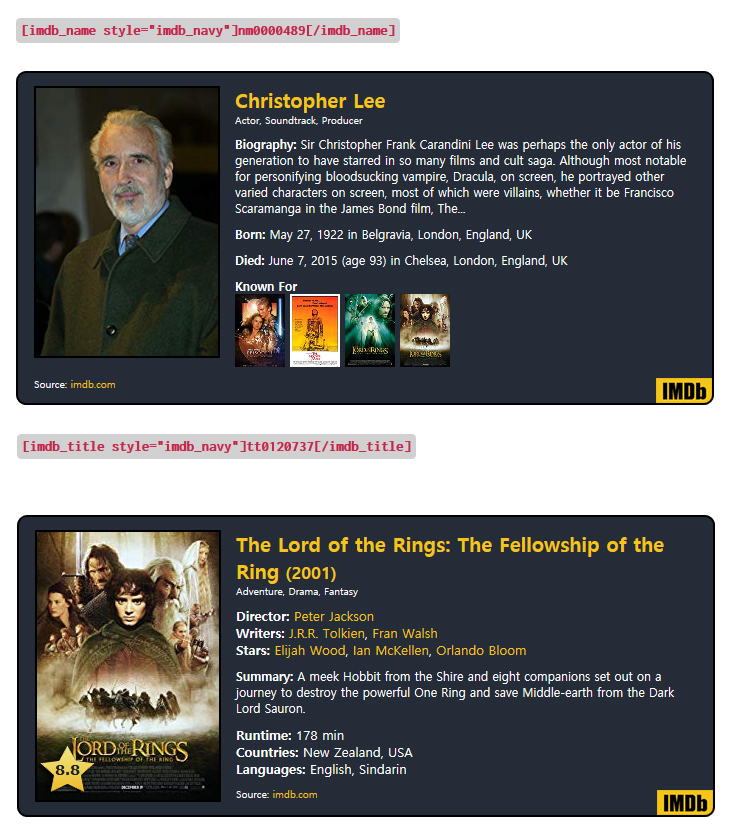 [imdb_name style="imdb_navy"]nm0000489[/imdb_name]
Christopher Lee
Actor, Soundtrack, Producer
Biography: Sir Christopher Frank Carandini Lee was perhaps the only actor of his
generation to have starred in so many films and cult saga. Although most notable
for personifying bloodsucking vampire, Dracula, on screen, he portrayed other
varied characters on screen, most of which were villains, whether it be Francisco
Scaramanga in the James Bond film, The...
Born: May 27, 1922 in Belgravia, London, England, UK
Died: June 7, 2015 (age 93) in Chelsea, London, England, UK
Known For
Source: imdb.com
IMDb
[imdb_title style="imdb_navy"]tt0120737[/imdb_title]
The Lord of the Rings: The Fellowship of the
Ring (2001)
Adventure, Drama, Fantasy
Director: Peter Jackson
Writers: J.R.R. Tolkien, Fran Walsh
Stars: Elijah Wood, Ian McKellen, Orlando Bloom
Summary: A meek Hobbit from the Shire and eight companions set out on a
journey to destroy the powerful One Ring and save Middle-earth from the Dark
Lord Sauron.
Runtime: 178 min
Countries: New Zealand, USA
Languages: English, Sindarin
Source: imdb.com
THE LORD OF THE RINGS
THE FELLOWSHIP OF THE RING
8.8
IMDb